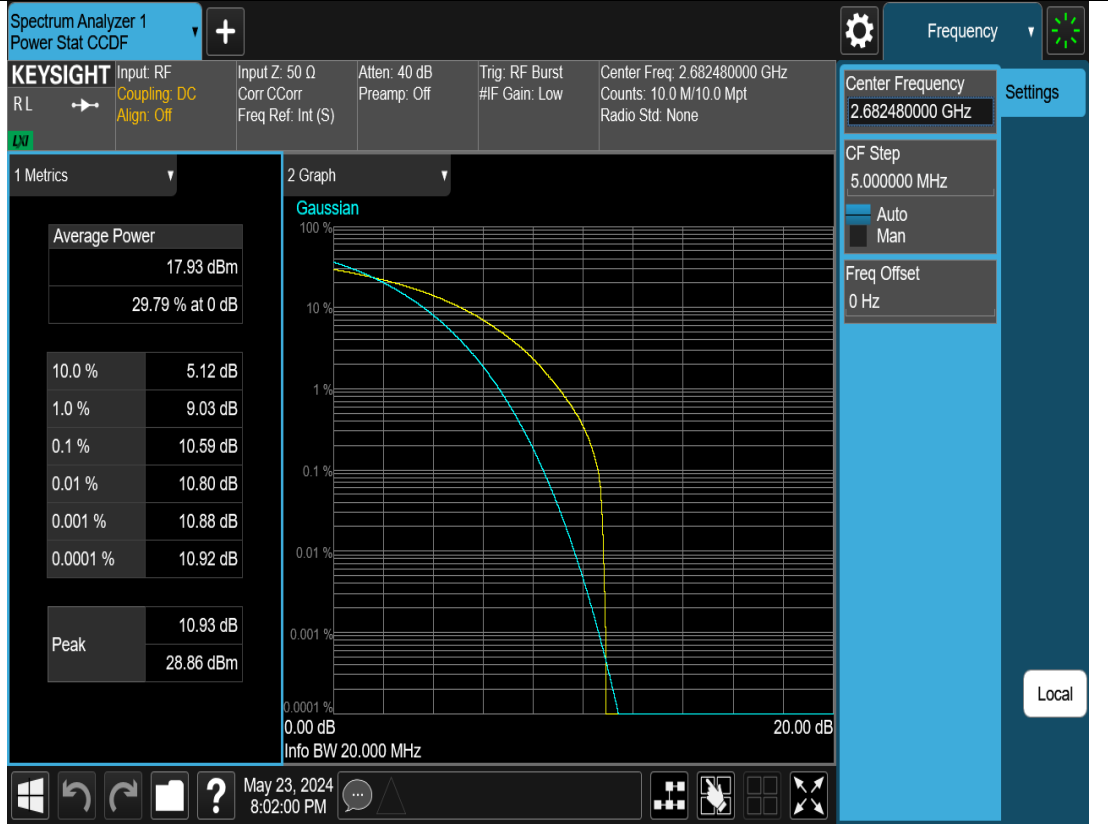 Spectrum Analyzer 1
Power Stat CCDF
Frequency
KEYSIGHT
RL
LXI
Input: RF
Coupling: DC
Align: Off
Input Z: 50 Ω
Corr CCorr
Freq Ref: Int (S)
Atten: 40 dB
Preamp: Off
Trig: RF Burst
#IF Gain: Low
Center Freq: 2.682480000 GHz
Counts: 10.0 M/10.0 Mpt
Radio Std: None
Center Frequency
2.682480000 GHz
Settings
CF Step
5.000000 MHz
Auto
Man
Freq Offset
0 Hz
1 Metrics
Average Power
17.93 dBm
29.79 % at 0 dB
10.0 % 5.12 dB
1.0 % 9.03 dB
0.1 % 10.59 dB
0.01 % 10.80 dB
0.001 % 10.88 dB
0.0001 % 10.92 dB
Peak
10.93 dB
28.86 dBm
2 Graph
Gaussian
100 %
10 %
1 %
0.1 %
0.01 %
0.001 %
0.0001 %
0.00 dB 20.00 dB
Info BW 20.000 MHz
Local
May 23, 2024
8:02:00 PM